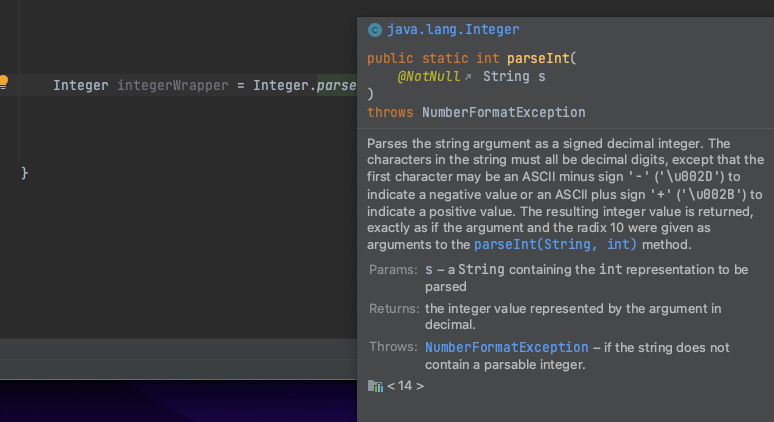 java.lang.Integer
public static int parseInt(
@NotNull String s
)
throws NumberFormatException
Integer integerWrapper = Integer.parse
}
Parses the string argument as a signed decimal integer. The
characters in the string must all be decimal digits, except that the
first character may be an ASCII minus sign '-' ('\u002D') to
indicate a negative value or an ASCII plus sign '+' ('\u002B') to
indicate a positive value. The resulting integer value is returned,
exactly as if the argument and the radix 10 were given as
arguments to the parseInt(String, int) method.
Params: s – a String containing the int representation to be
parsed
Returns: the integer value represented by the argument in
decimal.
Throws: NumberFormatException – if the string does not
contain a parsable integer.
< 14 >